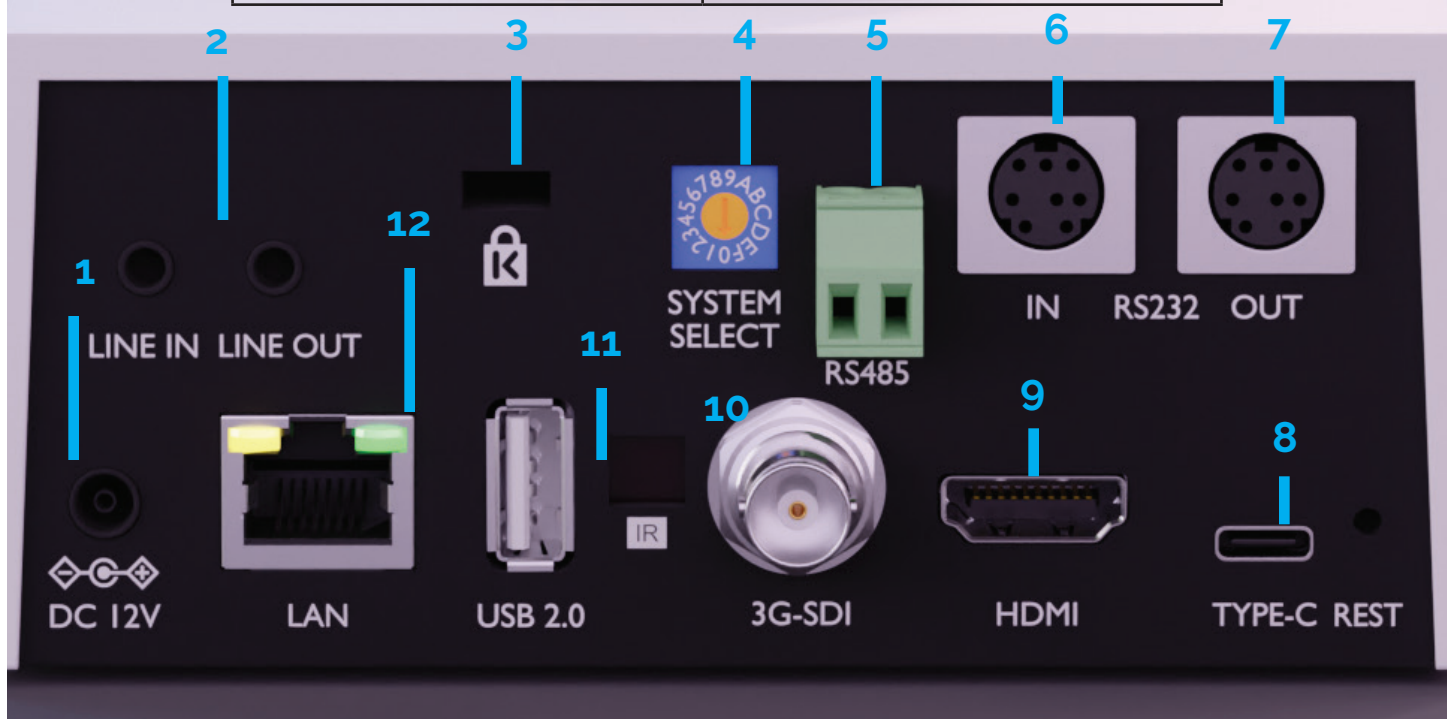 2 3 4 5 6 7
12
1
K
456789ABCDEF0123
LINE IN LINE OUT
SYSTEM
SELECT
IN RS232 OUT
11
RS485
10
9
8
IR
DC 12V
LAN
USB 2.0
3G-SDI
HDMI
TYPE-C REST